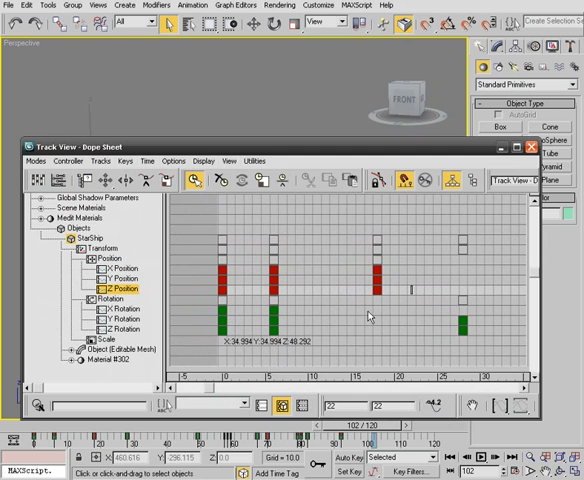 File Edit Tools Group Views Create Modifiers Animation Graph Editors Rendering Customize MAXScript Help
All
View
3
%
Create Selection Se
Perspective
FRONT
Standard Primitives
Object Type
AutoGrid
Box Cone
Sphere
Tube
Pyramid
Plane
Color
Track View - Dope Sheet
Modes Controller Tracks Keys Time Options Display View Utilities
Track View - D
Global Shadow Parameters
Scene Materials
Medit Materials
Objects
StarShip
Transform
Position
X Position
Y Position
Z Position
Rotation
X Rotation
Y Rotation
Z Rotation
Scale
Object (Editable Mesh)
Material #302
X:34.994 Y:34.994 Z:48.292
-5 0 5 10 15 20 25 30
22 22
102 / 120
0 10 20 30 40 50 60 70 80 90 100 110 120
MAXScript.
X: 460.616 Y: -296.115 Z: 0.0
Grid = 10.0
Auto Key
Selected
Click or click-and-drag to select objects
Add Time Tag
Set Key
Key Filters...
102